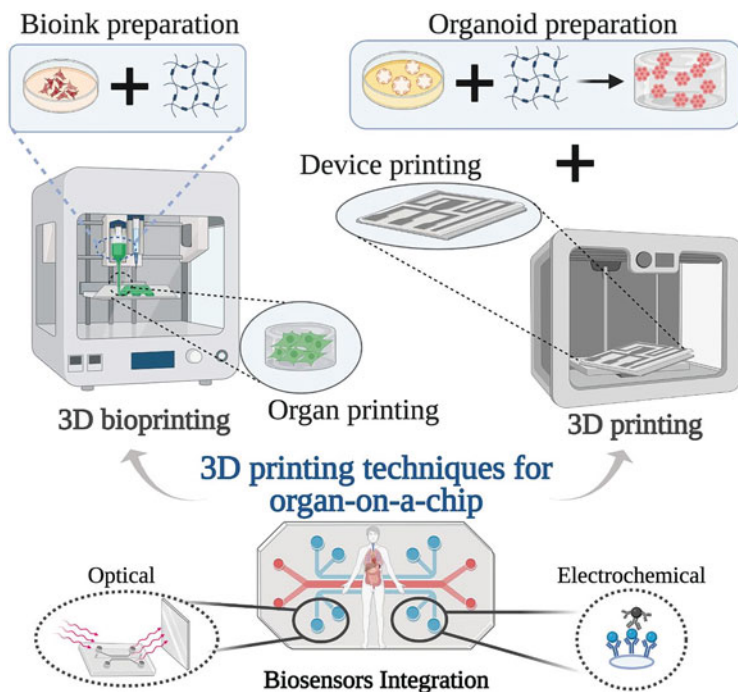 Bioink preparation
Organoid preparation
Device printing
Organ printing
3D bioprinting
3D printing
3D printing techniques for
organ-on-a-chip
Optical
Electrochemical
Biosensors Integration